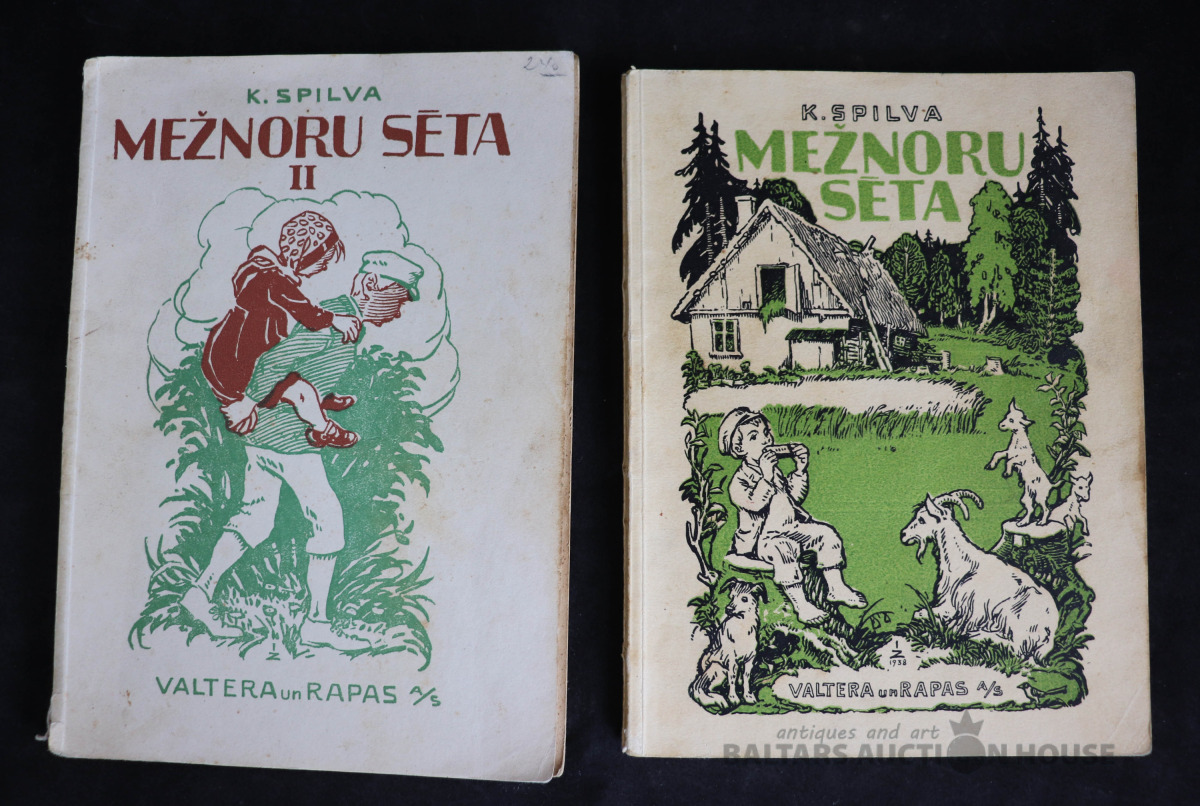 240
K. SPILVA
MEŽNORU SĒTA
II
I
Z
VALTERA un RAPAS A/S
K. SPILVA
MEŽNORU
SĒTA
I
Z
1938
VALTERA un RAPAS A/S
antiques and art
BALTARS AUCTION HOUSE